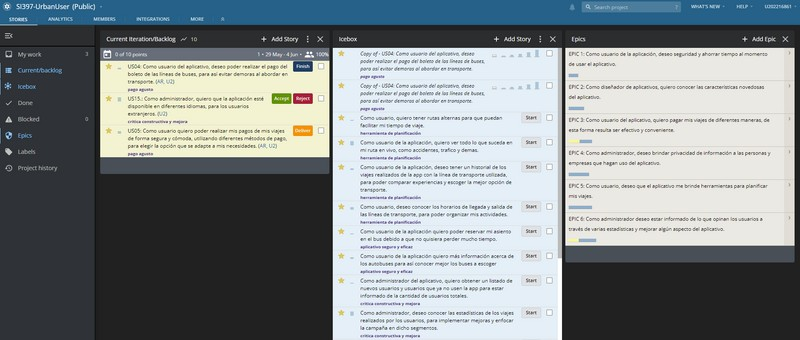 SI397-UrbanUser (Public)
Search project
WHAT'S NEW
HELP
U202216361
STORIES
ANALYTICS
MEMBERS
INTEGRATIONS
MORE
My work 3
Current/backlog
Icebox
Done
Blocked 0
Epics
Labels
Project history
Current Iteration/Backlog 10 + Add Story
0 of 10 points
1 • 29 May - 4 Jun • 100%
US04: Como usuario del aplicativo, deseo
poder realizar el pago del
boleto de las líneas de buses,
para así evitar demoras al abordar en
transporte. (AR, U2)
pago agusto
Finish
US15.: Como administrador, quiero que la aplicación esté
disponible en diferentes idiomas, para los usuarios
extranjeros. (U2)
critica constructiva y mejora
Accept
Reject
US05: Como usuario quiero poder realizar mis pagos de mis viajes
de forma segura y cómoda, utilizando diferentes métodos de pago,
para elegir la opción que se adapte a mis necesidades. (AR, U2)
pago agusto
Deliver
Icebox + Add Story
Copy of - US04: Como usuario del aplicativo, deseo
poder realizar el pago del boleto de las líneas de buses,
para así evitar demoras al abordar en transporte.
pago agusto
Copy of - US04: Como usuario del aplicativo, deseo
poder realizar el pago del boleto de las líneas de buses,
para así evitar demoras al abordar en transporte.
pago agusto
Como usuario, quiero tener rutas alternas para que puedan
facilitar mi tiempo de viaje.
herramienta de planificación
Start
Como usuario de la aplicación, quiero ver todo lo que suceda en
mi ruta en vivo, como accidentes, trafico y demas.
herramienta de planificación
Start
Como usuario de la aplicación, deseo tener un historial de los
viajes realizados de la app con la línea de transporte utilizada,
para poder comparar experiencias y escoger la mejor opción de
transporte.
herramienta de planificación
Start
Como usuario, deseo conocer los horarios de llegada y salida de
las líneas de transporte, para poder organizar mis actividades.
herramienta de planificación
Start
Como usuario de la aplicación quiero poder reservar mi asiento
en el bus debido a que no quisiera perder mucho tiempo.
aplicativo seguro y eficaz
Start
Como usuario de la aplicación quiero más información acerca de
los autobuses para así conocer mejor los buses a escoger
aplicativo seguro y eficaz
Start
Como administrador del aplicativo, quiero obtener un listado de
nuevos usuarios y usuarios que ya no usen la app para estar
informado de la cantidad de usuarios totales.
critica constructiva y mejora
Start
Como administrador, deseo conocer las estadísticas de los viajes
realizados por los usuarios, para implementar mejoras y enfocar
la campaña en dicho segmentos.
critica constructiva y mejora
Start
Epics + Add Epic
EPIC 1: Como usuario de la aplicación, deseo seguridad y ahorrar tiempo al momento
de usar el aplicativo.
EPIC 2: Como diseñador de aplicativos, quiero conocer las características novedosas
del aplicativo.
EPIC 3: Como usuario del aplicativo, quiero pagar mis viajes de diferentes maneras, de
esta forma resulta ser efectivo y conveniente.
EPIC 4: Como administrador, deseo brindar privacidad de información a las personas y
empresas que hagan uso del aplicativo.
EPIC 5: Como usuario, deseo que el aplicativo me brinde herramientas para planificar
mis viajes.
EPIC 6: Como administrador deseo estar informado de lo que opinan los usuarios a
través de varias estadísticas y mejorar algún aspecto del aplicativo.